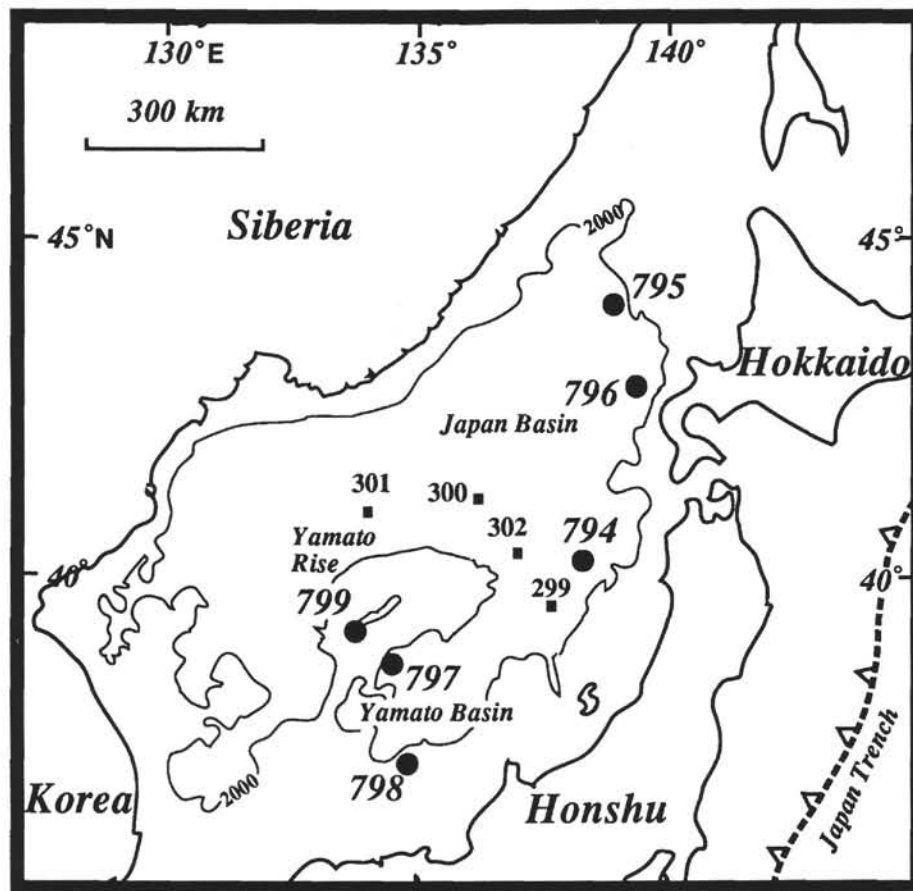 130°E
135°
140°
300 km
Siberia
45°N
2000
45°
795
Hokkaido
796
Japan Basin
301
300
302
794
Yamato
Rise
40°
299
40°
799
797
Yamato Basin
2000
798
Korea
Honshu
Japan Trench